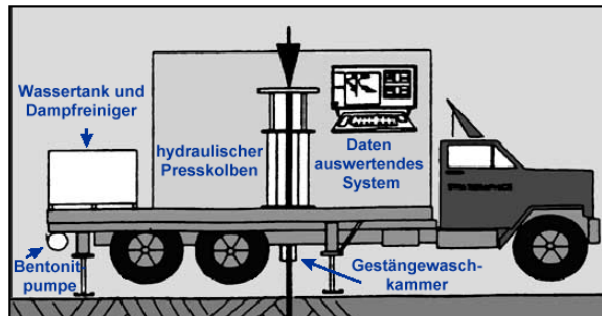 Wassertank und
Dampfreiniger
hydraulischer
Presskolben
Daten
auswertendes
System
Bentonit
pumpe
Gestängewasch-
kammer